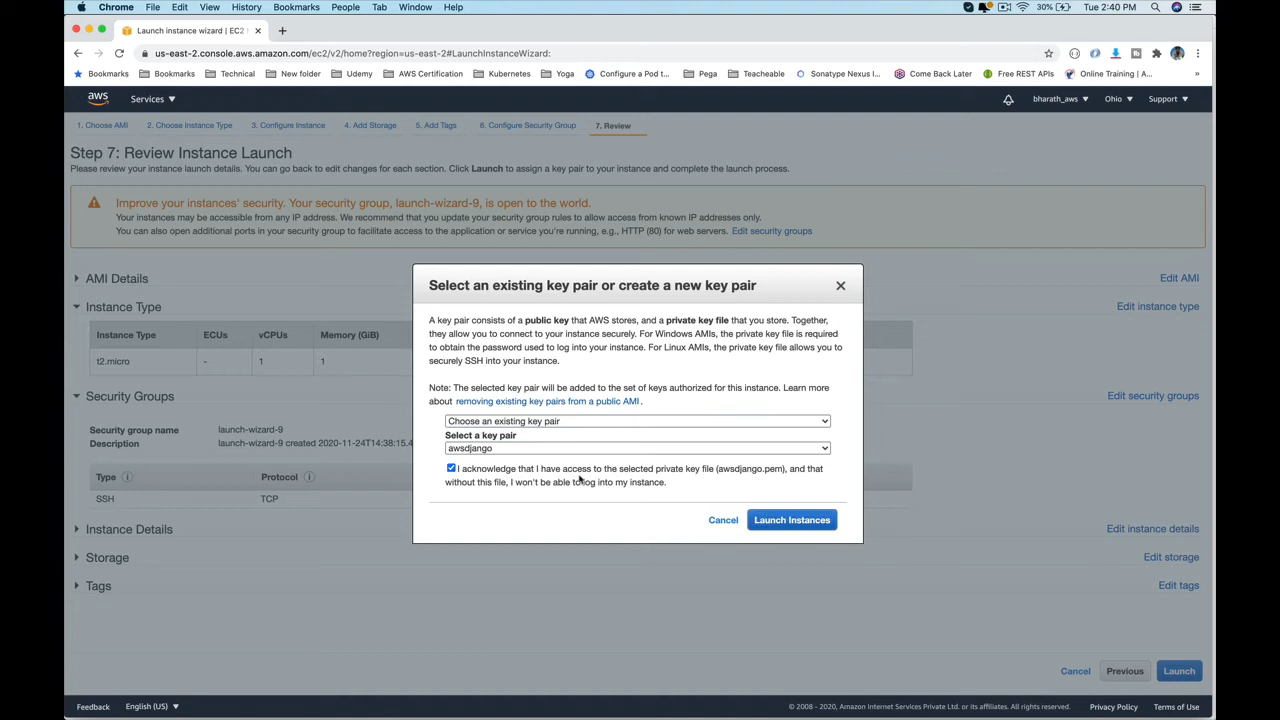 Chrome File Edit View History Bookmarks People Tab Window Help 30% Tue 2:40 PM
Launch instance wizard | EC2
us-east-2.console.aws.amazon.com/ec2/v2/home?region=us-east-2#LaunchInstanceWizard:
Bookmarks Bookmarks Technical New folder Udemy AWS Certification Kubernetes Yoga Configure a Pod t... Pega Teacheable Sonatype Nexus I... Come Back Later Free REST APIs Online Training | A... »
aws Services bharath_aws Ohio Support
1. Choose AMI 2. Choose Instance Type 3. Configure Instance 4. Add Storage 5. Add Tags 6. Configure Security Group 7. Review
Step 7: Review Instance Launch
Please review your instance launch details. You can go back to edit changes for each section. Click Launch to assign a key pair to your instance and complete the launch process.
Improve your instances' security. Your security group, launch-wizard-9, is open to the world.
Your instances may be accessible from any IP address. We recommend that you update your security group rules to allow access from known IP addresses only.
You can also open additional ports in your security group to facilitate access to the application or service you're running, e.g., HTTP (80) for web servers. Edit security groups
AMI Details Edit AMI
Instance Type Edit instance type
Instance Type ECUs vCPUs Memory (GiB)
t2.micro - 1 1
Security Groups Edit security groups
Security group name launch-wizard-9
Description launch-wizard-9 created 2020-11-24T14:38:15.4
Type Protocol
SSH TCP
Instance Details Edit instance details
Storage Edit storage
Tags Edit tags
Select an existing key pair or create a new key pair
A key pair consists of a public key that AWS stores, and a private key file that you store. Together,
they allow you to connect to your instance securely. For Windows AMIs, the private key file is required
to obtain the password used to log into your instance. For Linux AMIs, the private key file allows you to
securely SSH into your instance.
Note: The selected key pair will be added to the set of keys authorized for this instance. Learn more
about removing existing key pairs from a public AMI .
Choose an existing key pair
Select a key pair
awsdjango
I acknowledge that I have access to the selected private key file (awsdjango.pem), and that
without this file, I won't be able to log into my instance.
Cancel Launch Instances
Cancel Previous Launch
Feedback English (US) © 2008 - 2020, Amazon Internet Services Private Ltd. or its affiliates. All rights reserved. Privacy Policy Terms of Use